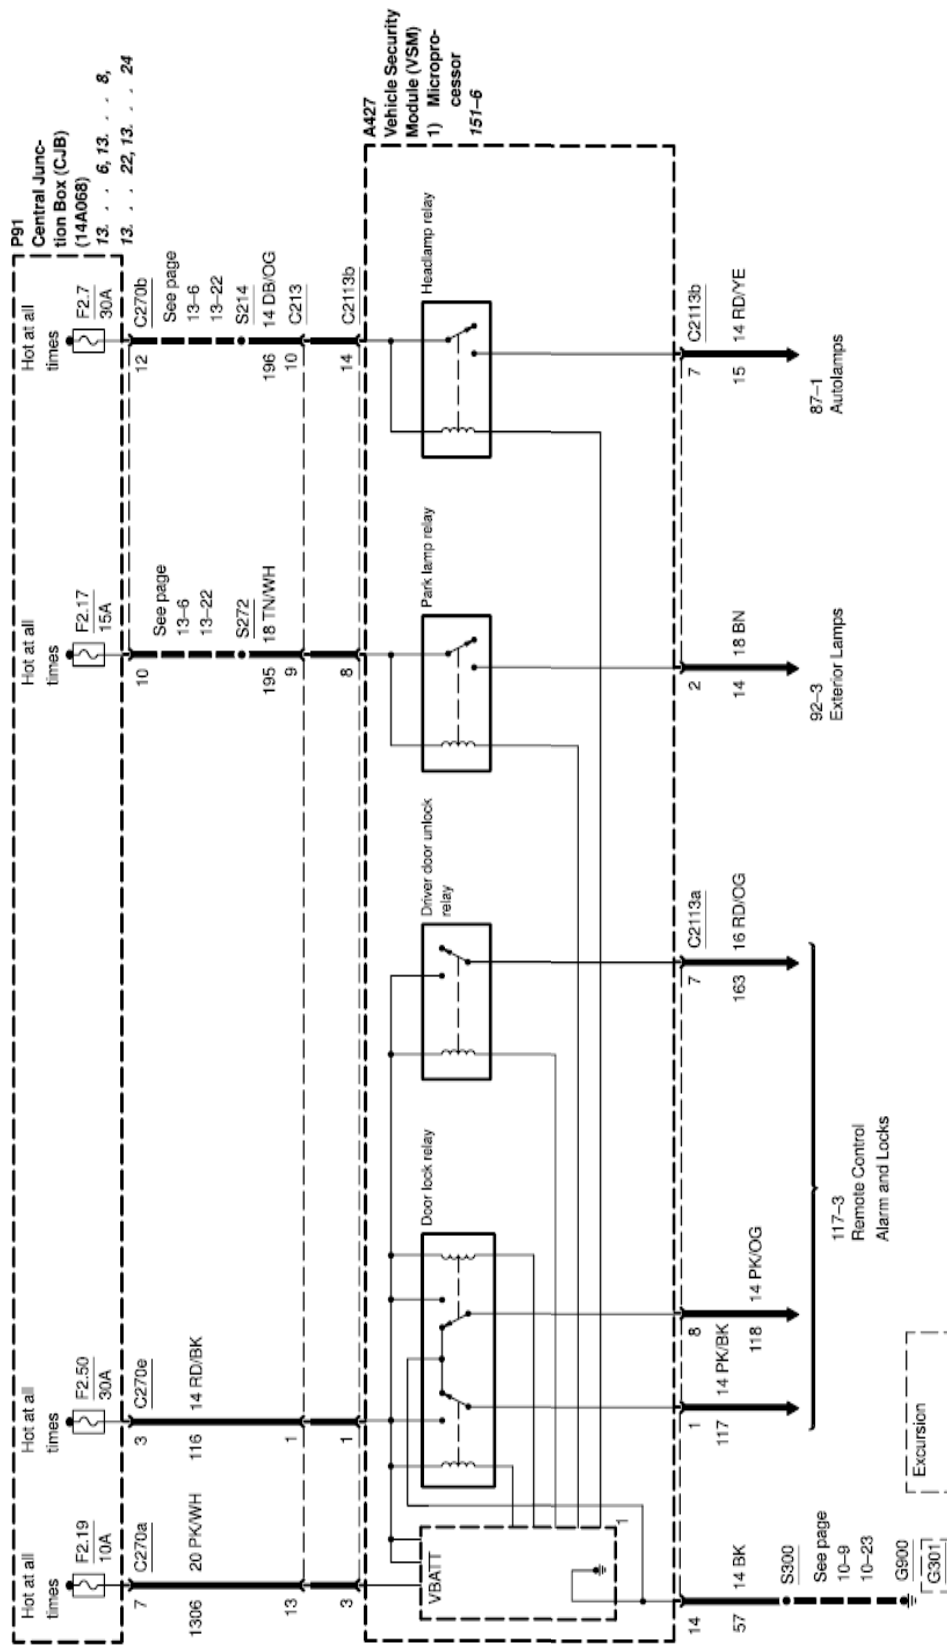 Hot at all
times
F2.19
10A
Hot at all
times
F2.50
30A
Hot at all
times
F2.17
15A
Hot at all
times
F2.7
30A
P91
Central Junc-
tion Box (CJB)
(14A068)
13. . . 6, 13. . . 8,
13. . . 22, 13. . . 24
7
C270a
3
C270e
10
12
C270b
See page
13–6
13–22
See page
13–6
13–22
S272
S214
1306
20 PK/WH
116
14 RD/BK
195
18 TN/WH
196
14 DB/OG
13
1
9
10
C213
3
1
8
14
C2113b
A427
Vehicle Security
Module (VSM)
1) Micropro-
cessor
151–6
VBATT
Door lock relay
Driver door unlock
relay
Park lamp relay
Headlamp relay
1
14
1
8
7
C2113a
2
7
C2113b
57
14 BK
117
14 PK/BK
118
14 PK/OG
163
16 RD/OG
14
18 BN
15
14 RD/YE
S300
See page
10–9
10–23
G900
G301
Excursion
117–3
Remote Control
Alarm and Locks
92–3
Exterior Lamps
87–1
Autolamps